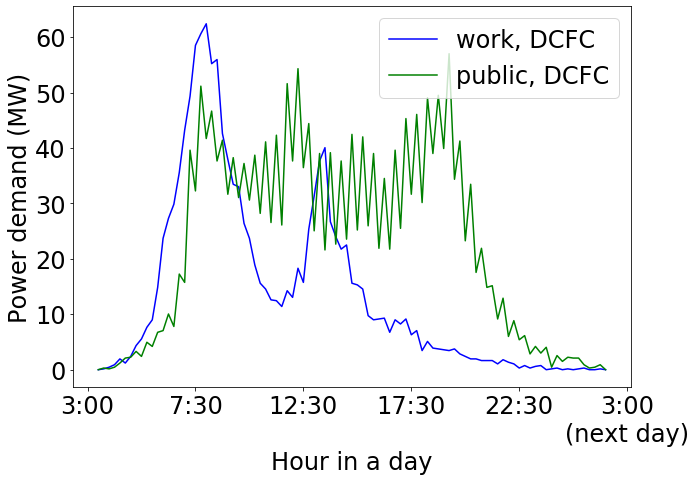 work, DCFC
public, DCFC
Power demand (MW)
60
50
40
30
20
10
0
3:00 7:30 12:30 17:30 22:30 3:00
(next day)
Hour in a day